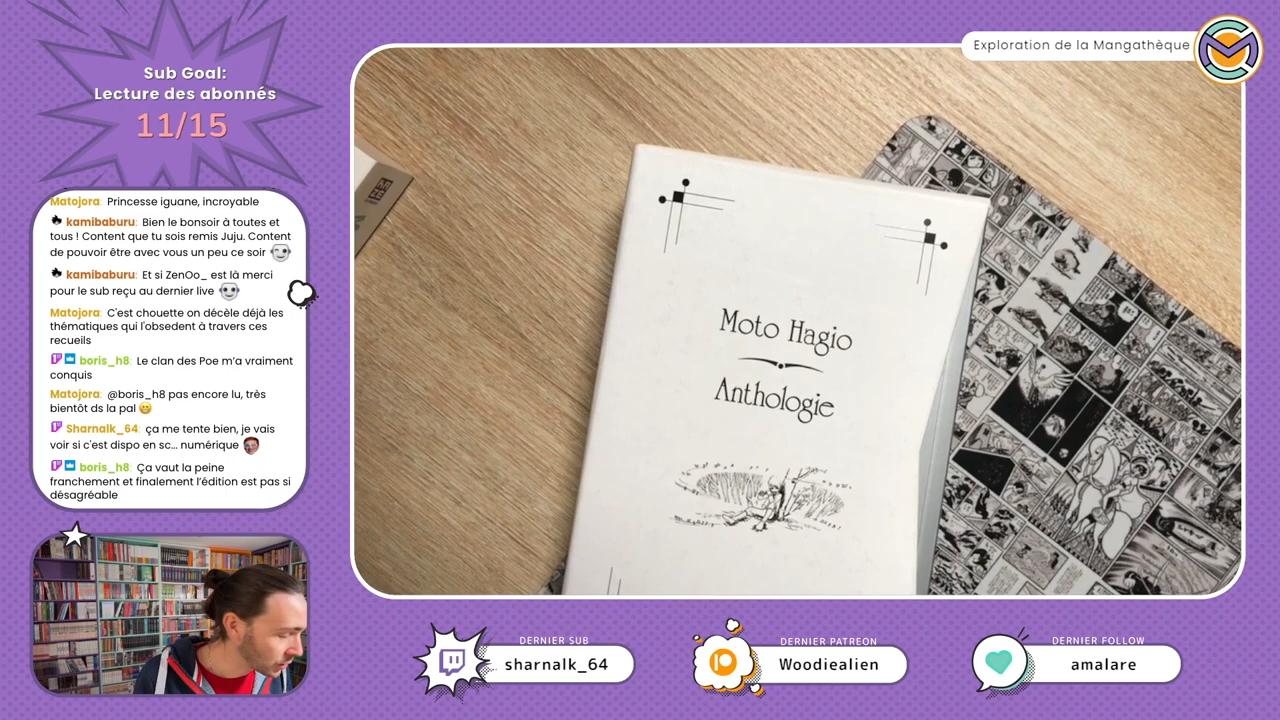 Sub Goal:
Lecture des abonnés
11/15
Exploration de la Mangathèque
Matojora: Princesse iguane, incroyable
kamibaburu: Bien le bonsoir à toutes et
tous ! Content que tu sois remis Juju. Content
de pouvoir être avec vous un peu ce soir
kamibaburu: Et si ZenOo_ est là merci
pour le sub reçu au dernier live
Matojora: C'est chouette on décèle déjà les
thématiques qui l'obsedent à travers ces
recueils
boris_h8: Le clan des Poe m'a vraiment
conquis
Matojora: @boris_h8 pas encore lu, très
bientôt ds la pal 😁
Sharnalk_64: ça me tente bien, je vais
voir si c'est dispo en sc... numérique
boris_h8: Ça vaut la peine
franchement et finalement l'édition est pas si
désagréable
Moto Hagio
Anthologie
DERNIER SUB
sharnalk_64
DERNIER PATREON
Woodiealien
DERNIER FOLLOW
amalare